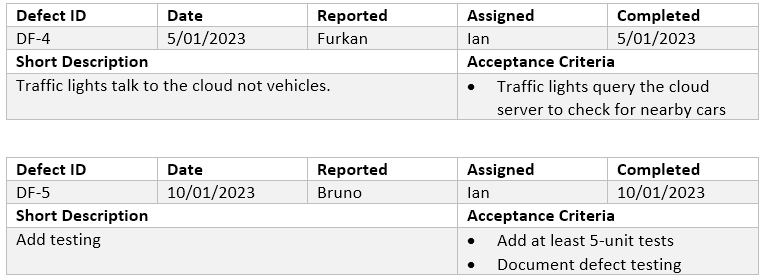 Defect ID Date Reported Assigned Completed
DF-4 5/01/2023 Furkan Ian 5/01/2023
Short Description Acceptance Criteria
Traffic lights talk to the cloud not vehicles. • Traffic lights query the cloud
server to check for nearby cars
Defect ID Date Reported Assigned Completed
DF-5 10/01/2023 Bruno Ian 10/01/2023
Short Description Acceptance Criteria
Add testing • Add at least 5-unit tests
• Document defect testing